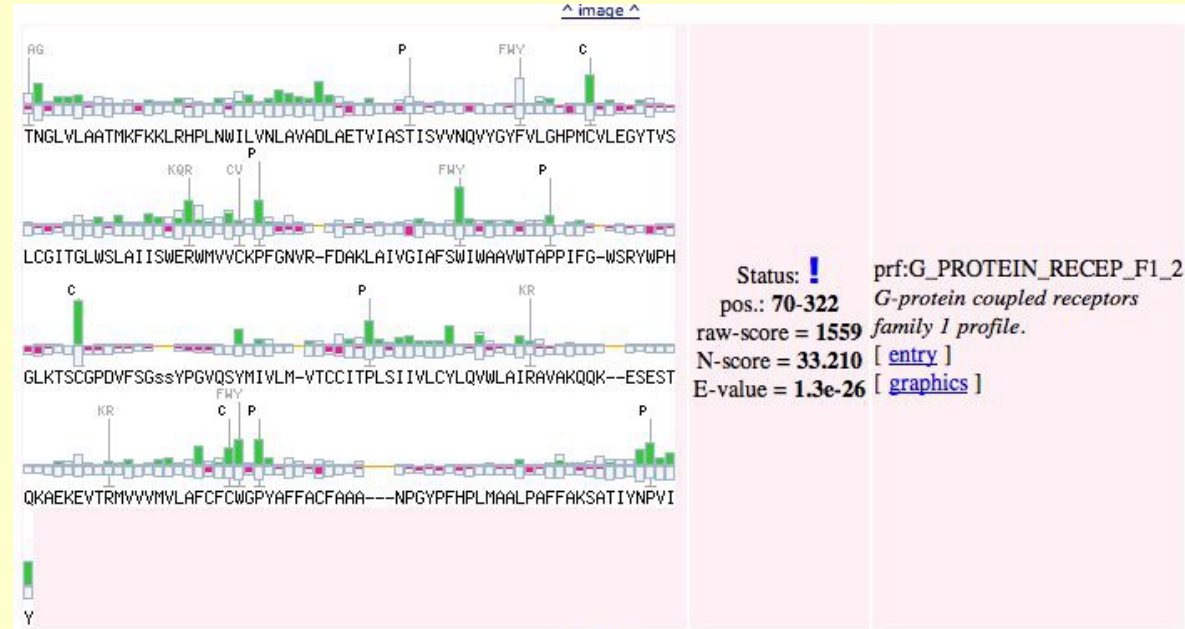 ^ image ^
AG P FWY C
TNGLVLAATMKFKKLRHPLNWILVNLAVADLAETVIASTISVVNQVYGYFVLGHPMCVLEGYTVS
P
KQR CV FWY P
LCGITGLWSLAIISWERWMVVCKPFGNVR-FDAKLAIVGIAFSWIWAAVWTAPPIFG-WSRYWPH
C P KR
GLKTSCGPDVFSGssYPGVQSYMIVLM-VTCCITPLSIIVLCYLQVWLAIRAVAKQQK--ESEST
FWY
KR C P P
QKAEKEVTRMVVVMVLAFCFCWGPYAFFACFAAA---NPGYPFHPLMAALPAFFAKSATIYNPVI
Y
Status: !
pos.: 70-322
raw-score = 1559
N-score = 33.210
E-value = 1.3e-26
prf:G_PROTEIN_RECEP_F1_2
G-protein coupled receptors
family 1 profile.
[ entry ]
[ graphics ]